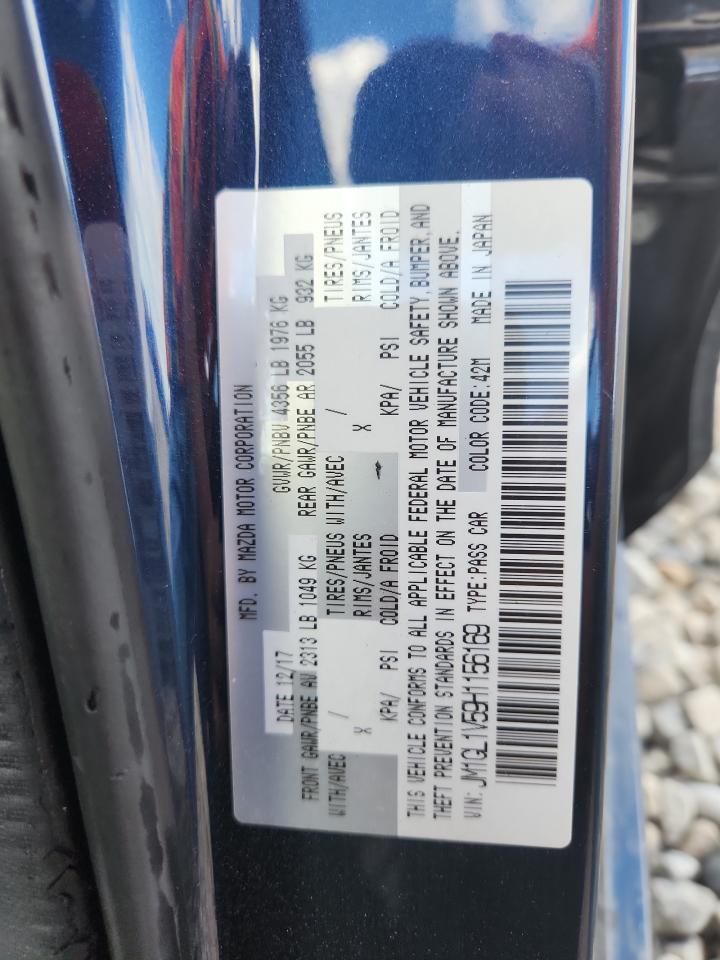 MFD. BY MAZDA MOTOR CORPORATION
DATE 12/17 GVWR/PNBV 4356 LB 1976 KG
FRONT GAWR/PNBE AV 2313 LB 1049 KG REAR GAWR/PNBE AR 2055 LB 932 KG
WITH/AVEC / TIRES/PNEUS WITH/AVEC / TIRES/PNEUS
X RIMS/JANTES X RIMS/JANTES
KPA/ PSI COLD/A FROID KPA/ PSI COLD/A FROID
THIS VEHICLE CONFORMS TO ALL APPLICABLE FEDERAL MOTOR VEHICLE SAFETY, BUMPER, AND
THEFT PREVENTION STANDARDS IN EFFECT ON THE DATE OF MANUFACTURE SHOWN ABOVE.
VIN: JM1GL1V59H1156169 TYPE:PASS CAR COLOR CODE:42M MADE IN JAPAN